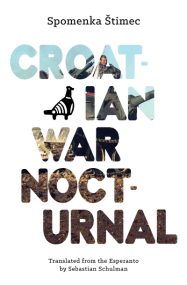 Spomenka Štimec
CROAT-
IAN
WAR
NOCT-
URNAL
Translated from the Esperanto
by Sebastian Schulman